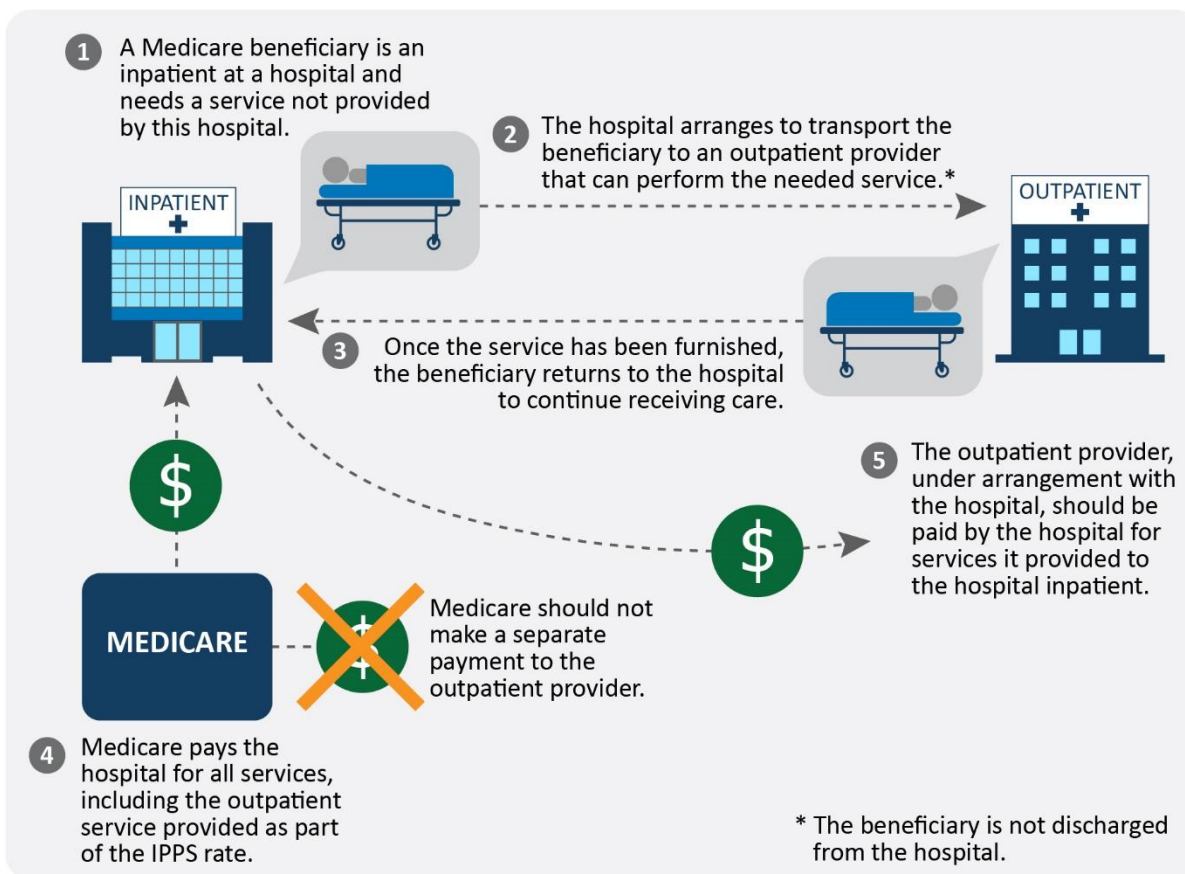 1
A Medicare beneficiary is an
inpatient at a hospital and
needs a service not provided
by this hospital.
2
The hospital arranges to transport the
beneficiary to an outpatient provider
that can perform the needed service.*
INPATIENT
OUTPATIENT
3
Once the service has been furnished,
the beneficiary returns to the hospital
to continue receiving care.
$
5
The outpatient provider,
under arrangement with
the hospital, should be
paid by the hospital for
services it provided to
the hospital inpatient.
$
MEDICARE
$
Medicare should not
make a separate
payment to the
outpatient provider.
4
Medicare pays the
hospital for all services,
including the outpatient
service provided as part
of the IPPS rate.
* The beneficiary is not discharged
from the hospital.